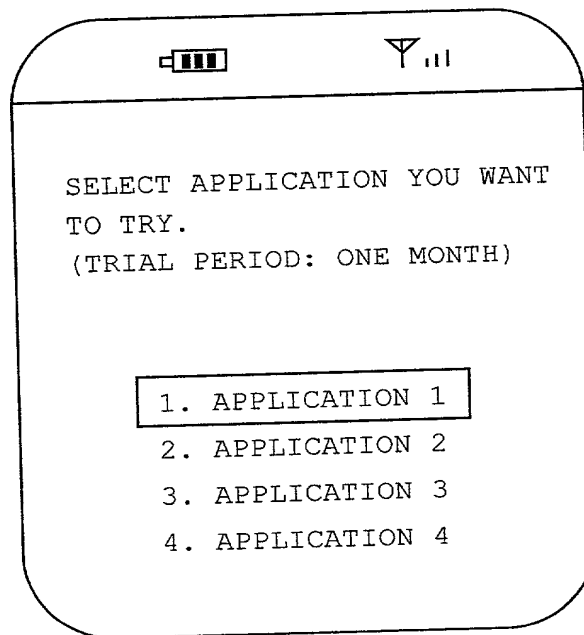 SELECT APPLICATION YOU WANT
TO TRY.
(TRIAL PERIOD: ONE MONTH)
1. APPLICATION 1
2. APPLICATION 2
3. APPLICATION 3
4. APPLICATION 4